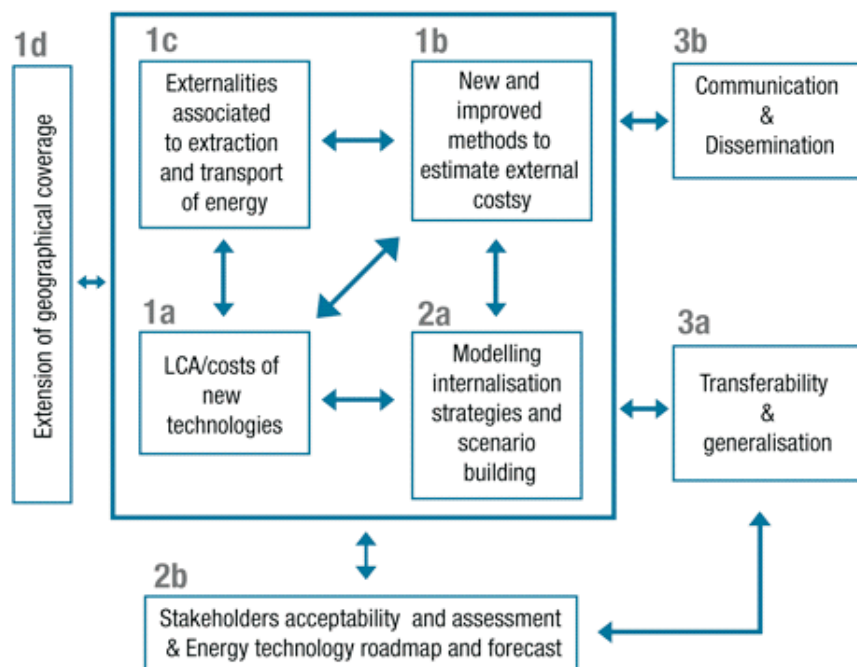 1d
Extension of geographical coverage
1c
Externalities
associated
to extraction
and transport
of energy
1b
New and
improved
methods to
estimate external
costsy
3b
Communication
&
Dissemination
1a
LCA/costs of
new
technologies
2a
Modelling
internalisation
strategies and
scenario
building
3a
Transferability
&
generalisation
2b
Stakeholders acceptability and assessment
& Energy technology roadmap and forecast